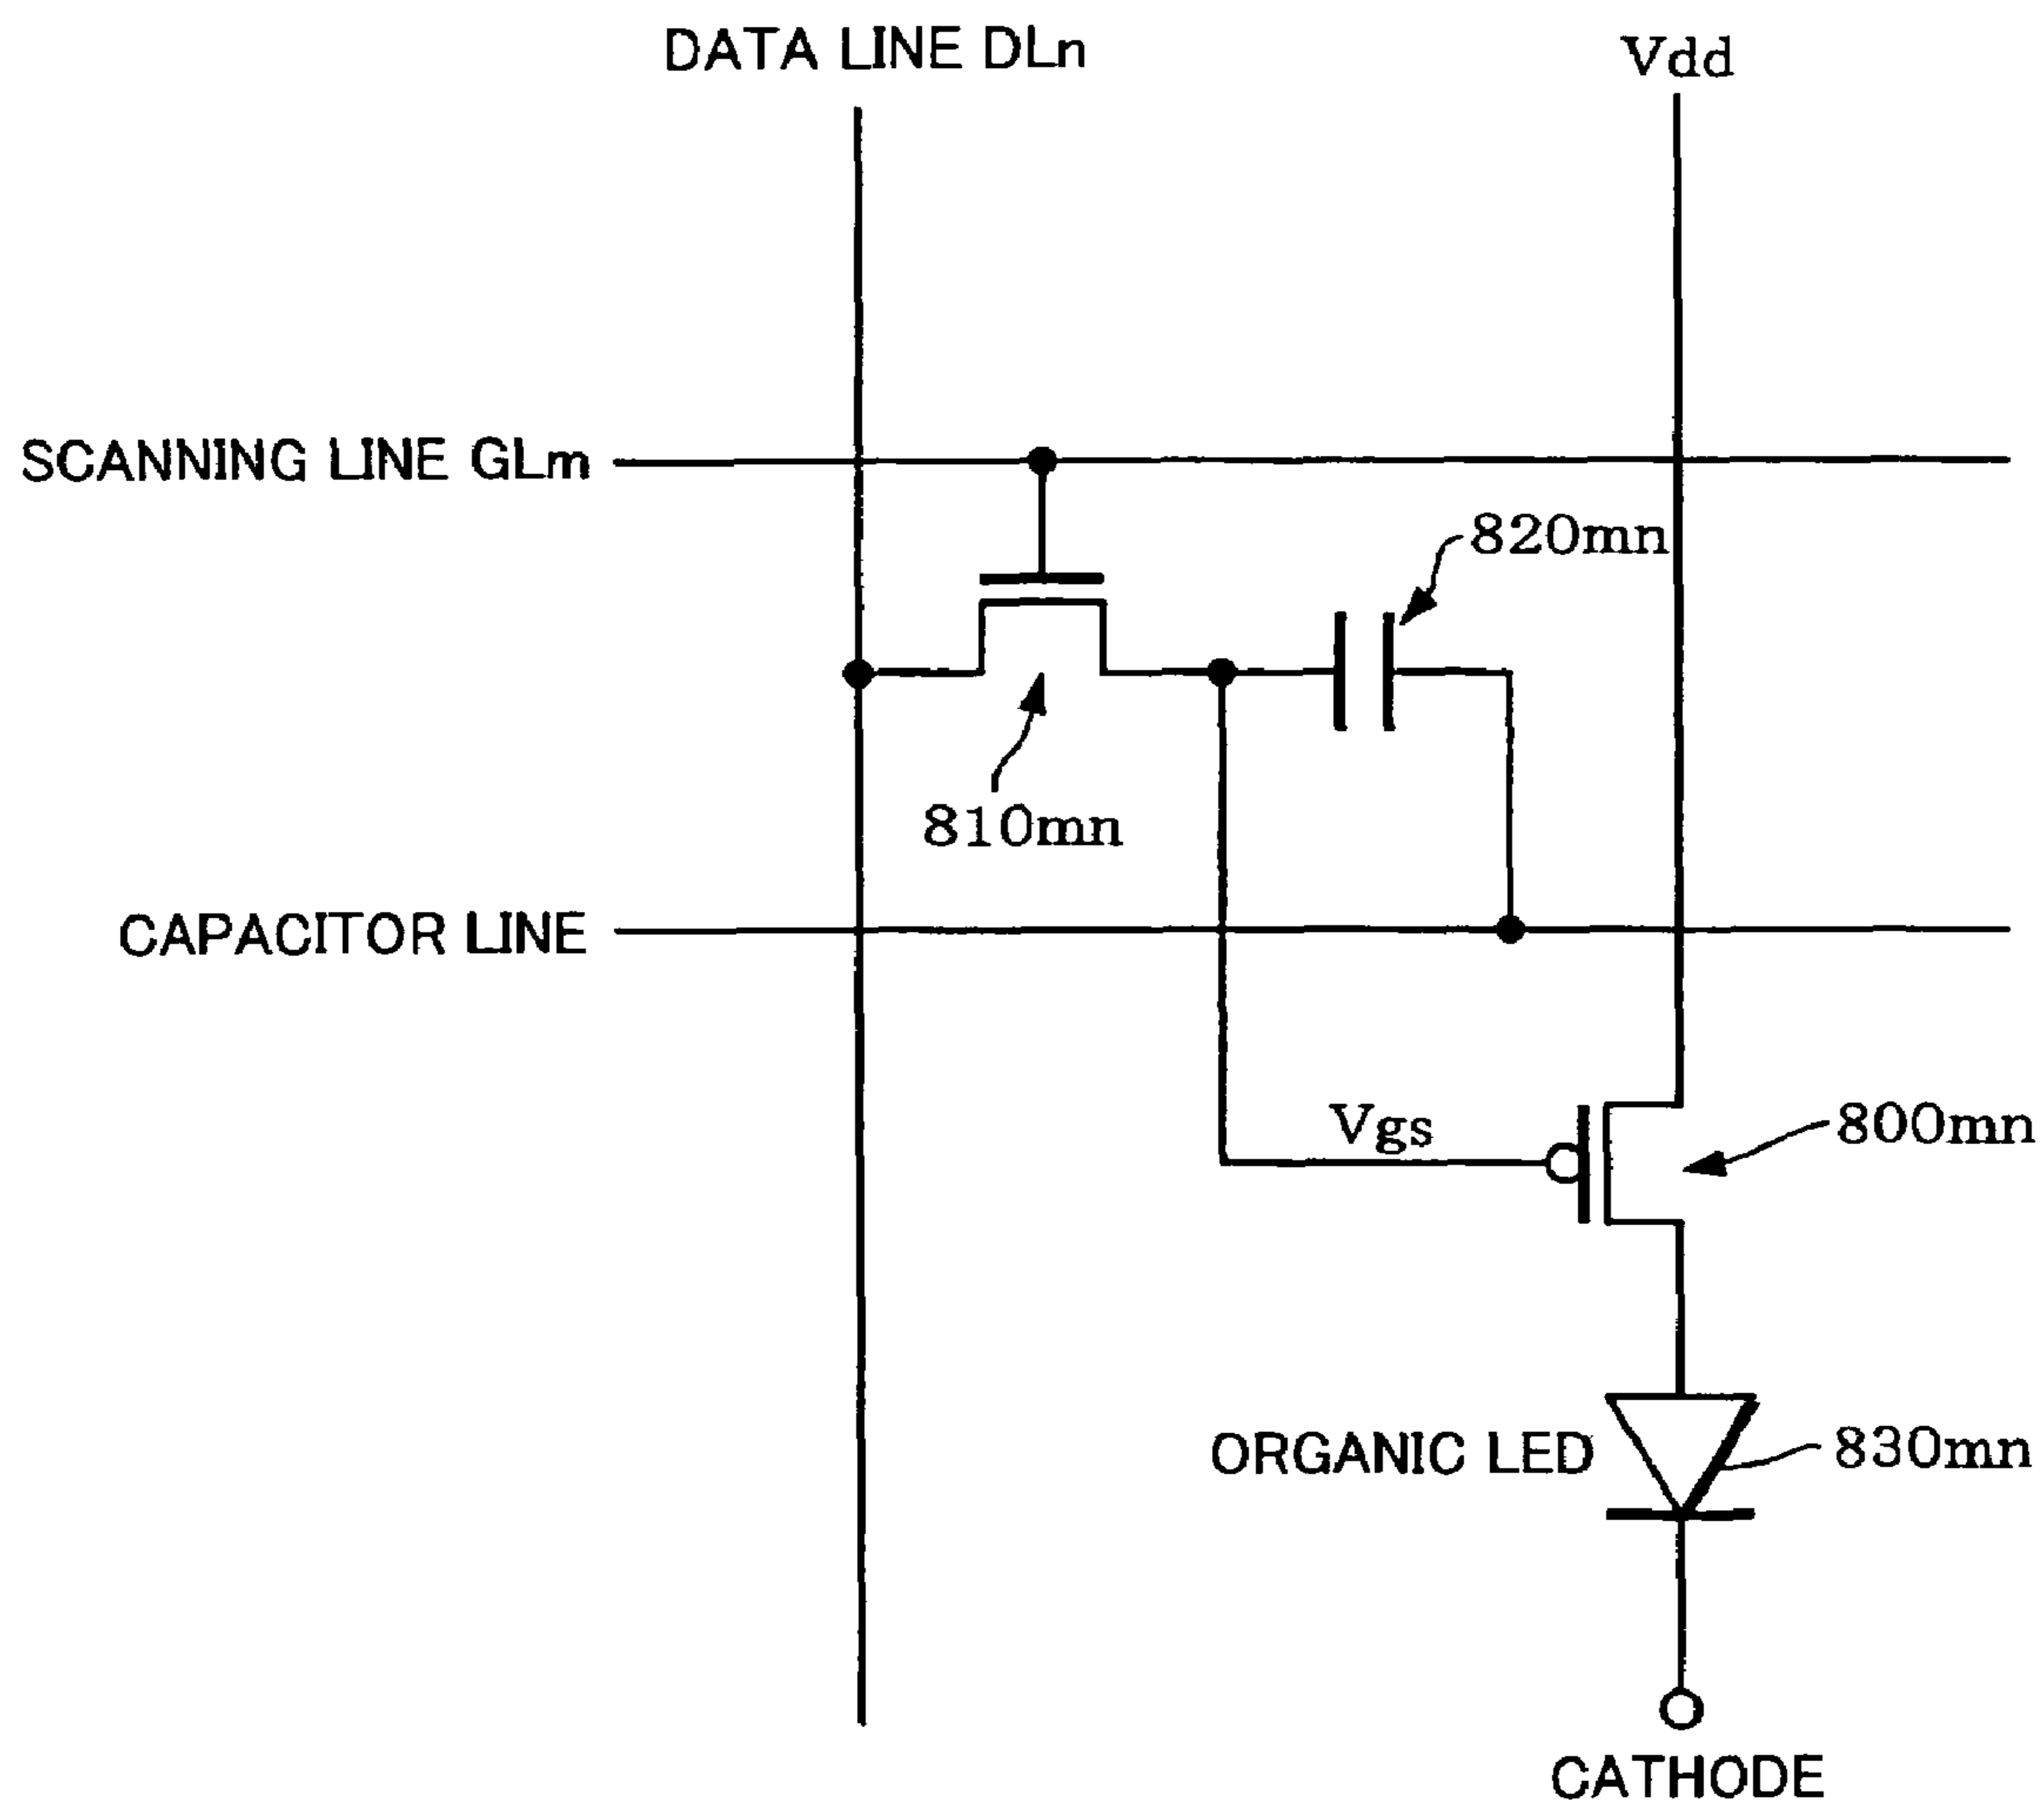 DATA LINE DLn
Vdd
SCANNING LINE GLm
820mn
810mn
CAPACITOR LINE
Vgs
800mn
ORGANIC LED
830mn
CATHODE